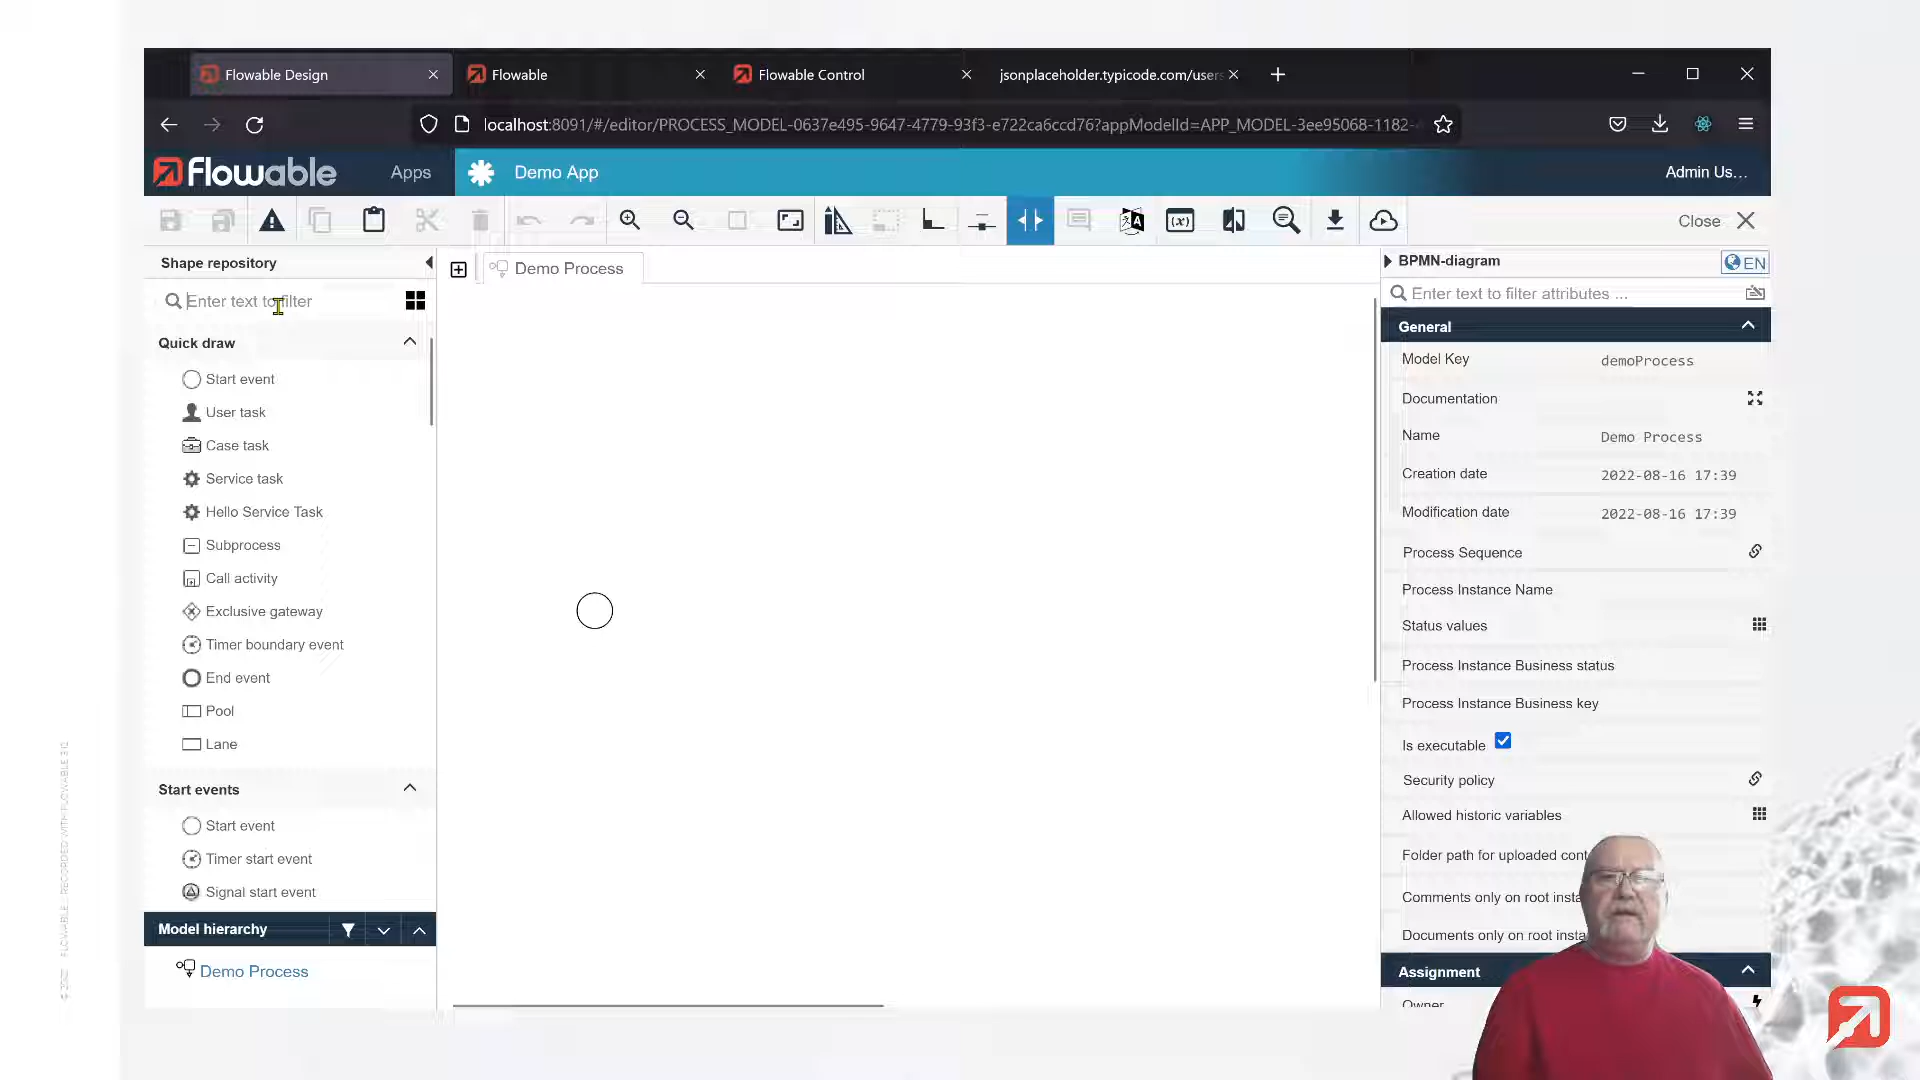 Flowable Design
Flowable
Flowable Control
jsonplaceholder.typicode.com/users
localhost:8091/#/editor/PROCESS_MODEL-0637e495-9647-4779-93f3-e722ca6ccd76?appModelId=APP_MODEL-3ee95068-1182-
flowable
Apps
Demo App
Admin Us...
Close
Shape repository
Demo Process
BPMN-diagram
EN
Enter text to filter
Enter text to filter attributes ...
Quick draw
Start event
User task
Case task
Service task
Hello Service Task
Subprocess
Call activity
Exclusive gateway
Timer boundary event
End event
Pool
Lane
Start events
Start event
Timer start event
Signal start event
Model hierarchy
Demo Process
General
Model Key demoProcess
Documentation
Name Demo Process
Creation date 2022-08-16 17:39
Modification date 2022-08-16 17:39
Process Sequence
Process Instance Name
Status values
Process Instance Business status
Process Instance Business key
Is executable
Security policy
Allowed historic variables
Folder path for uploaded cont
Comments only on root insta
Documents only on root insta
Assignment
Owner